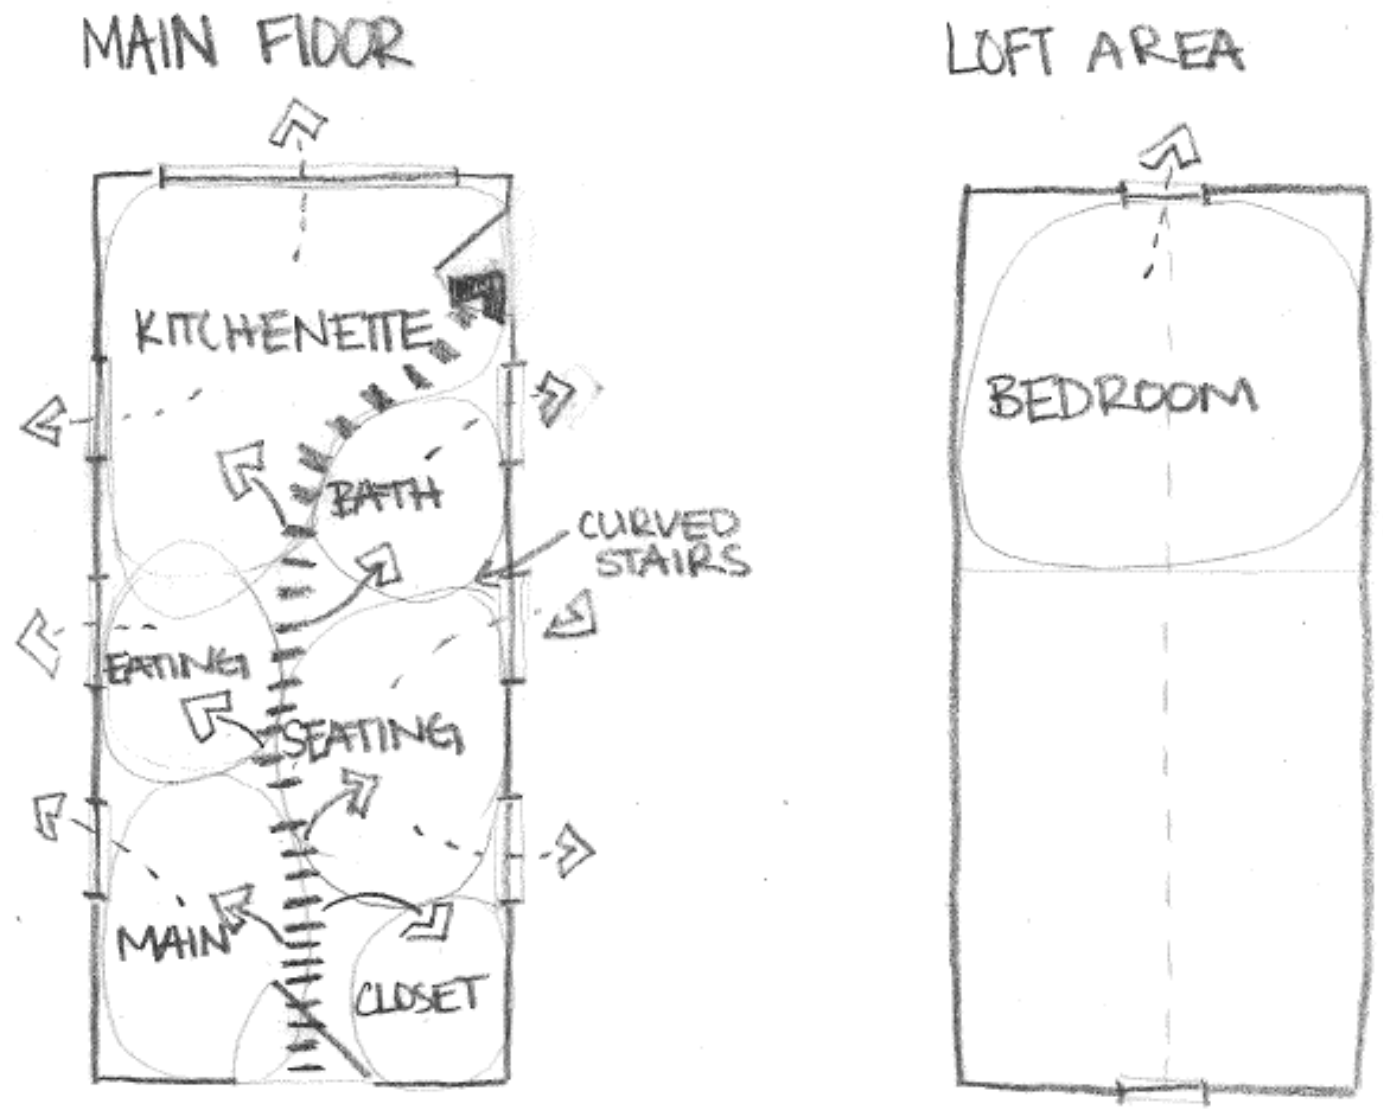 MAIN FLOOR
LOFT AREA
KITCHENETTE
BEDROOM
BATH
CURVED
STAIRS
EATING
SEATING
MAIN
CLOSET